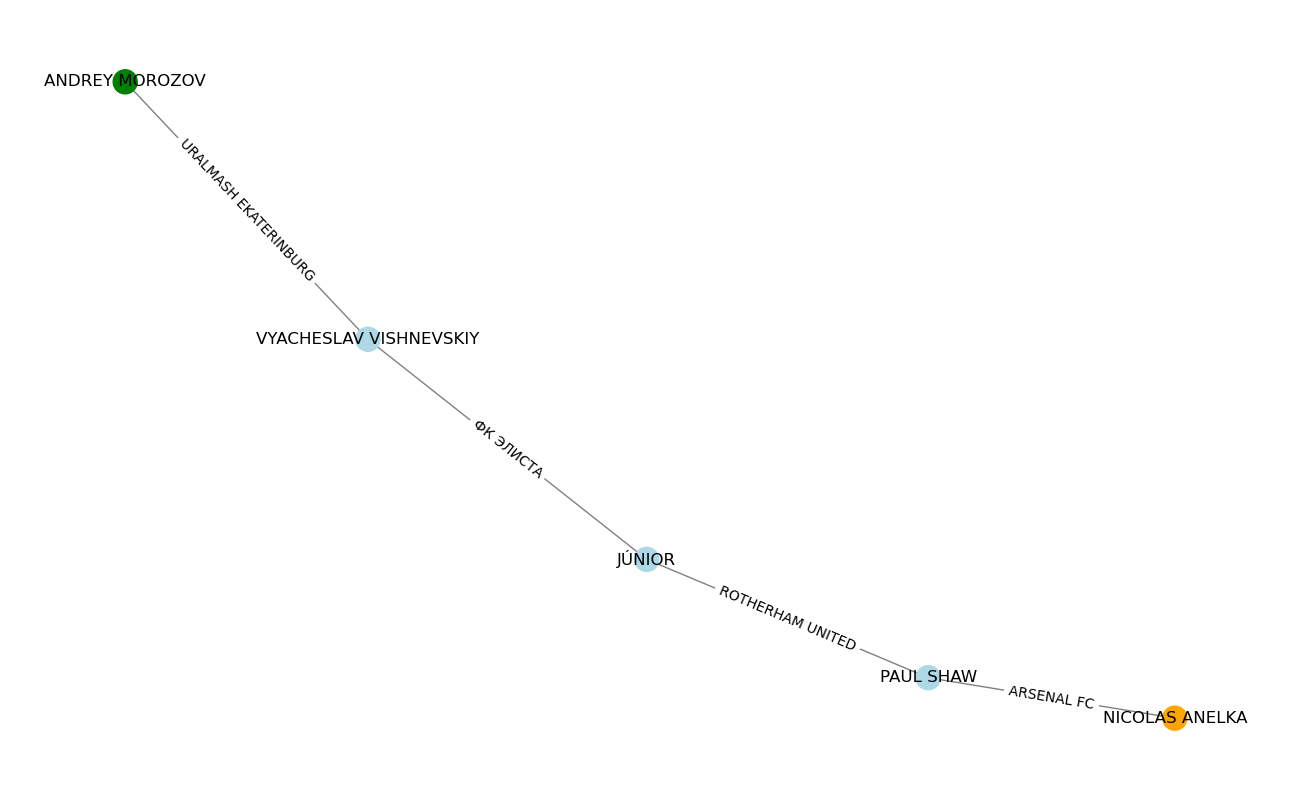 ANDREY MOROZOV
URALMASH EKATERINBURG
VYACHESLAV VISHNEVSKIY
ФК ЭЛИСТА
JÚNIOR
ROTHERHAM UNITED
PAUL SHAW
ARSENAL FC
NICOLAS ANELKA